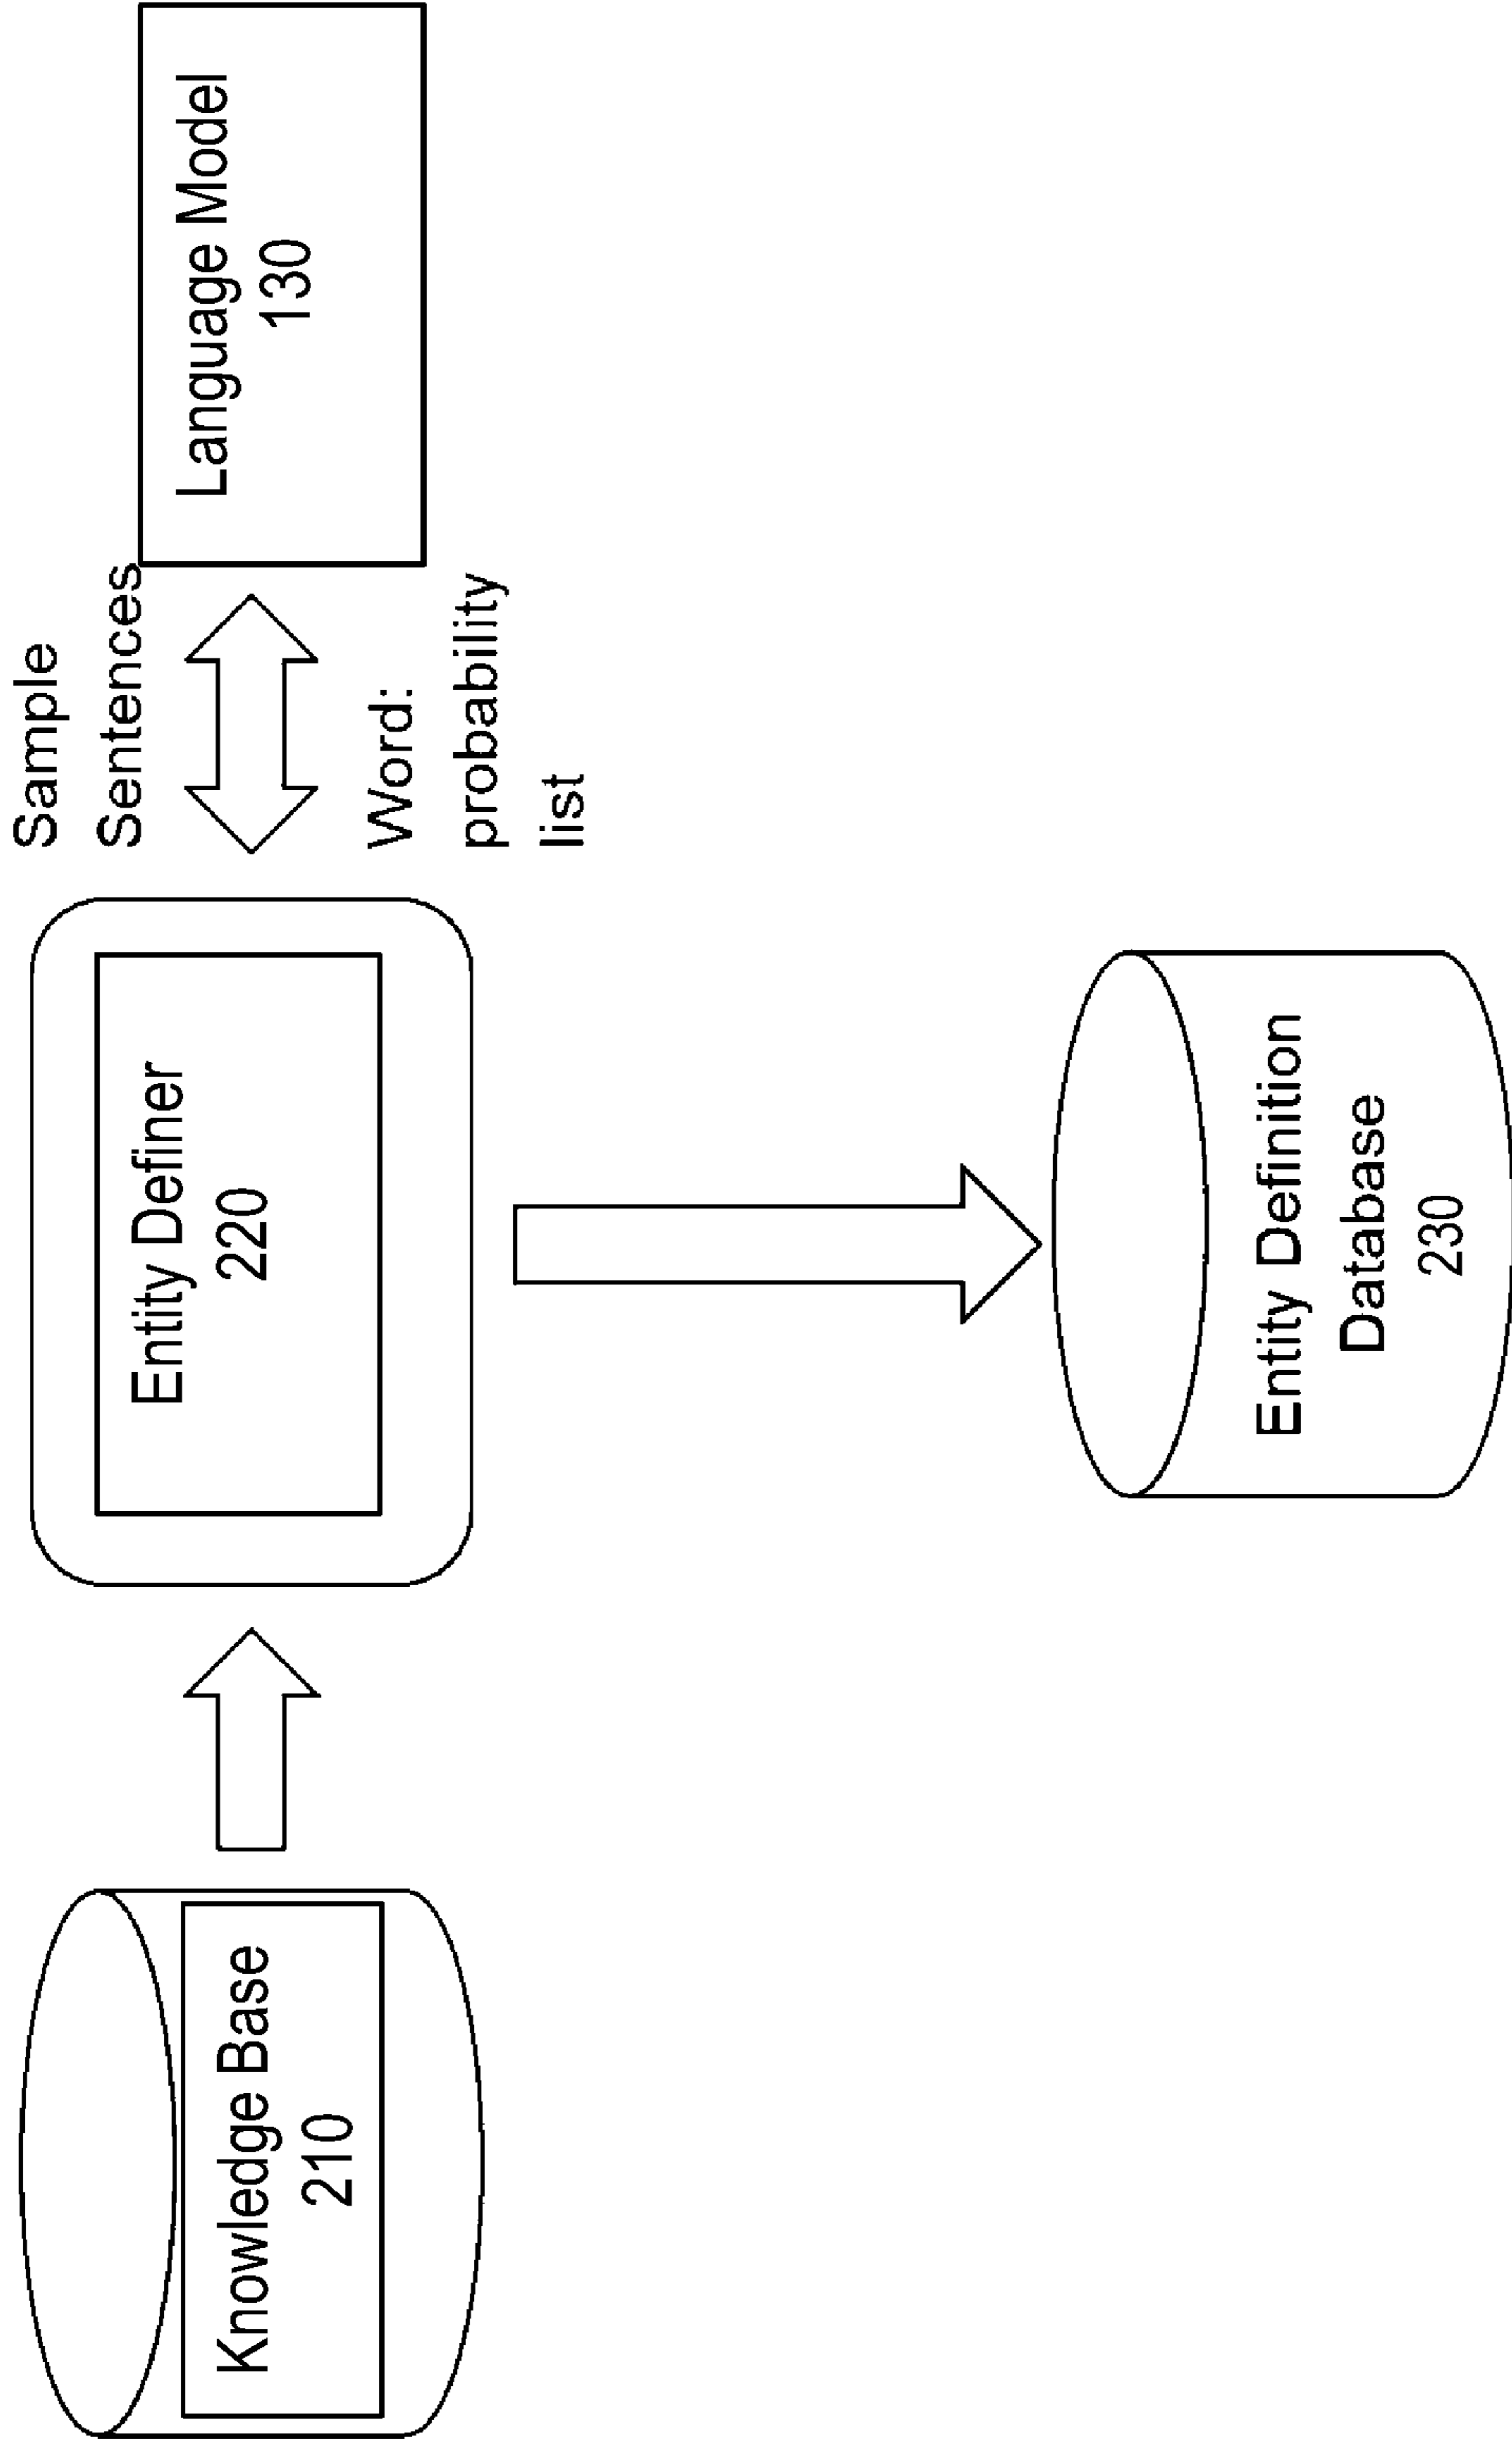 Knowledge Base
210
Entity Definer
220
Sample
Sentences
Word:
probability
list
Language Model
130
Entity Definition
Database
230